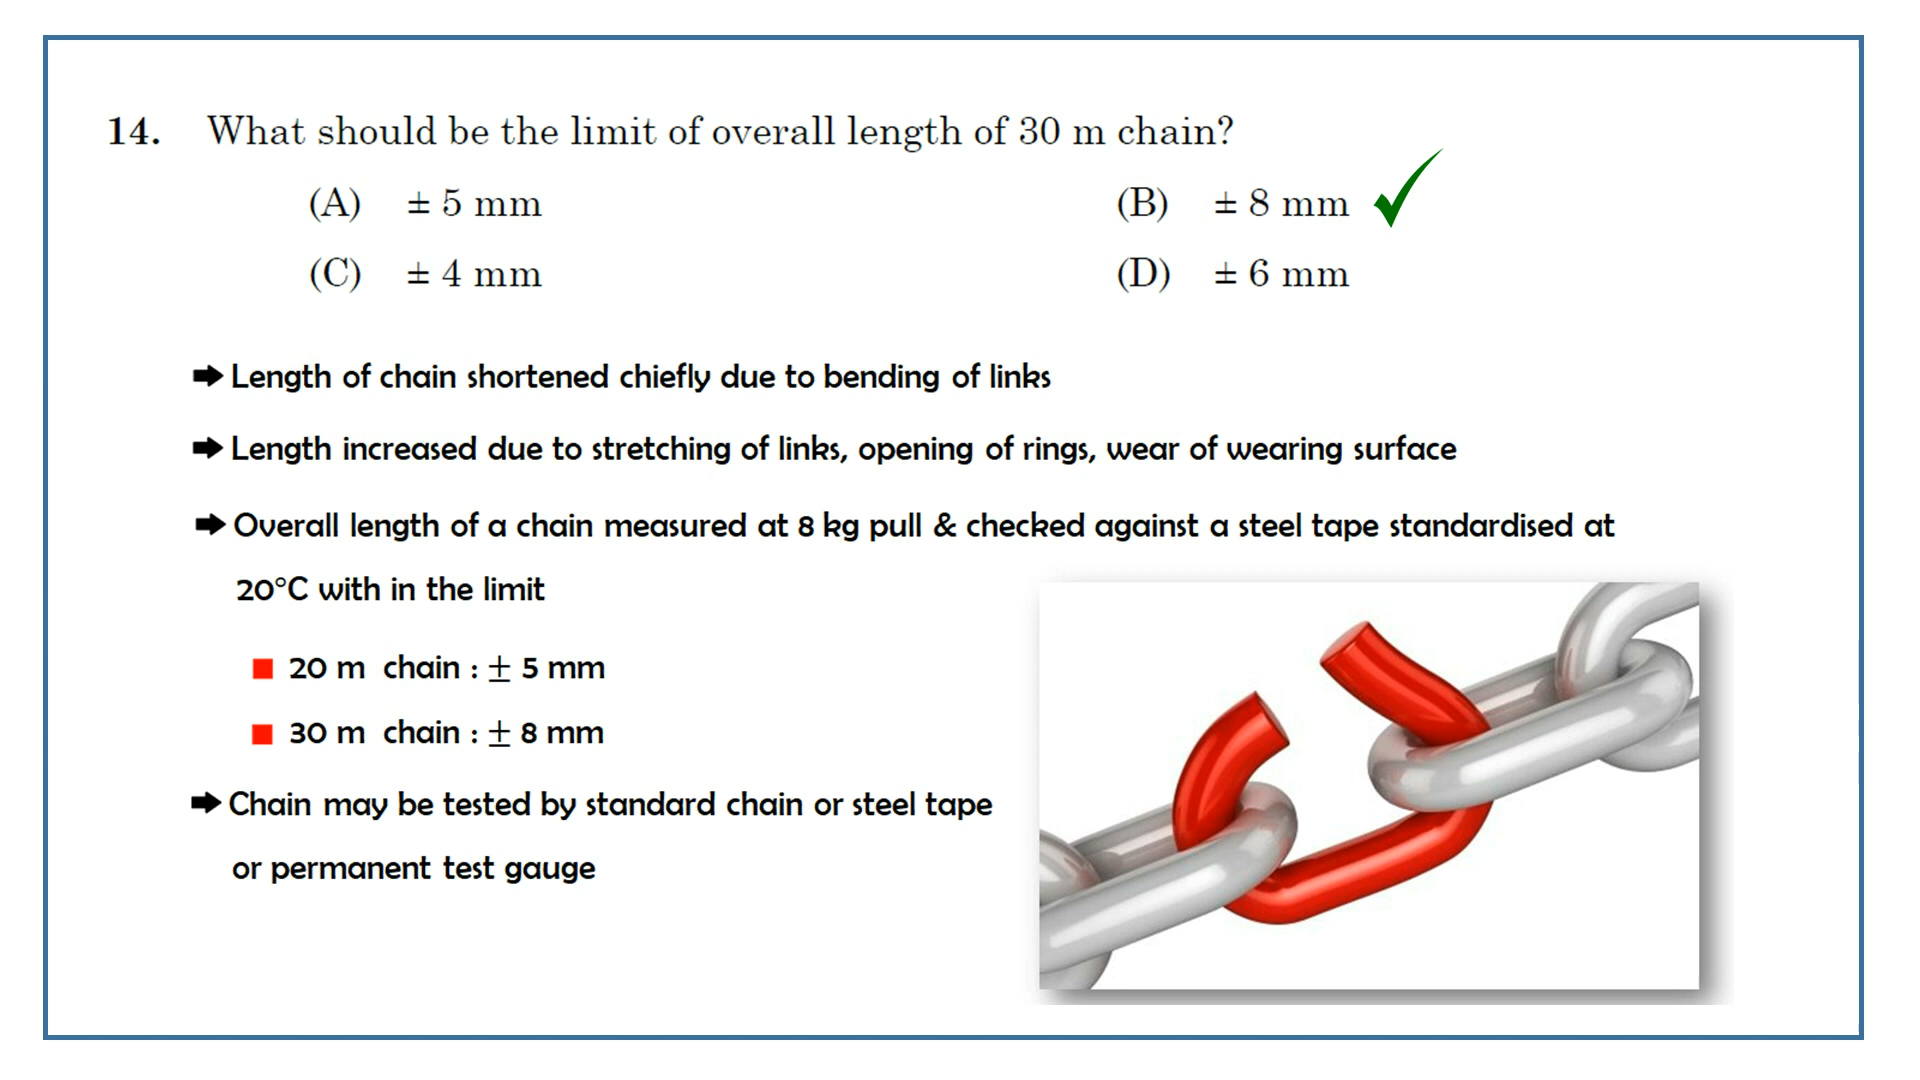 14. What should be the limit of overall length of 30 m chain?
(A) ± 5 mm (B) ± 8 mm
(C) ± 4 mm (D) ± 6 mm
Length of chain shortened chiefly due to bending of links
Length increased due to stretching of links, opening of rings, wear of wearing surface
Overall length of a chain measured at 8 kg pull & checked against a steel tape standardised at
20°C with in the limit
20 m chain : ± 5 mm
30 m chain : ± 8 mm
Chain may be tested by standard chain or steel tape
or permanent test gauge